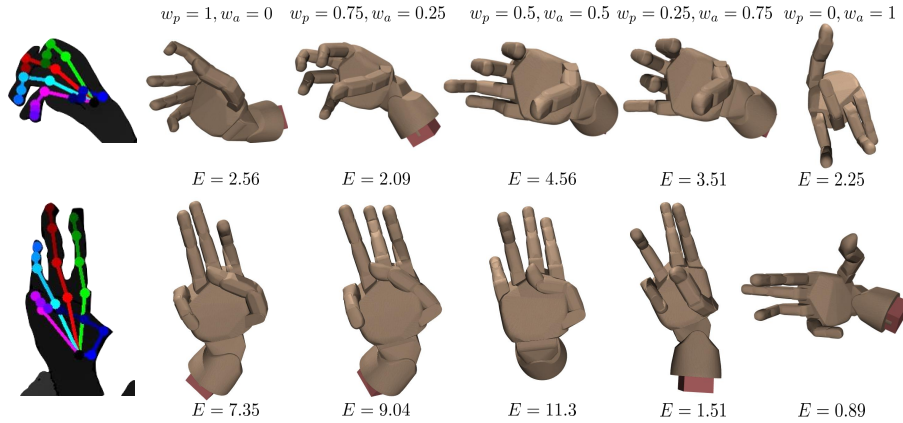 w_p = 1, w_a = 0
w_p = 0.75, w_a = 0.25
w_p = 0.5, w_a = 0.5
w_p = 0.25, w_a = 0.75
w_p = 0, w_a = 1
E = 2.56
E = 2.09
E = 4.56
E = 3.51
E = 2.25
E = 7.35
E = 9.04
E = 11.3
E = 1.51
E = 0.89